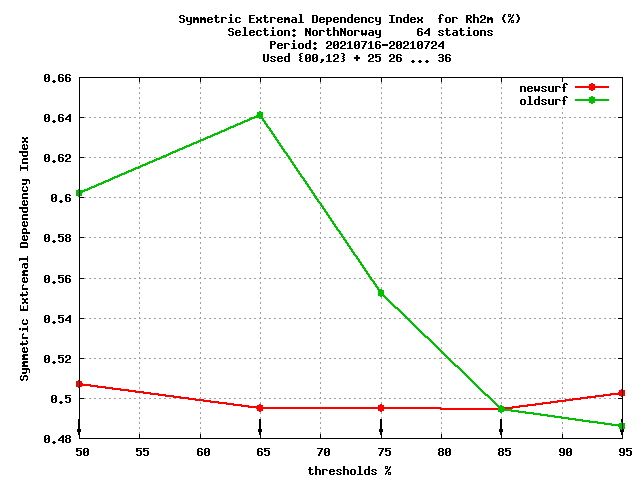 Symmetric Extremal Dependency Index  for Rh2m (%)
Selection: NorthNorway     64 stations
Period: 20210716-20210724
Used {00,12} + 25 26 ... 36
newsurf
oldsurf
Symmetric Extremal Dependency Index
0.66
0.64
0.62
0.6
0.58
0.56
0.54
0.52
0.5
0.48
50 55 60 65 70 75 80 85 90 95
thresholds %